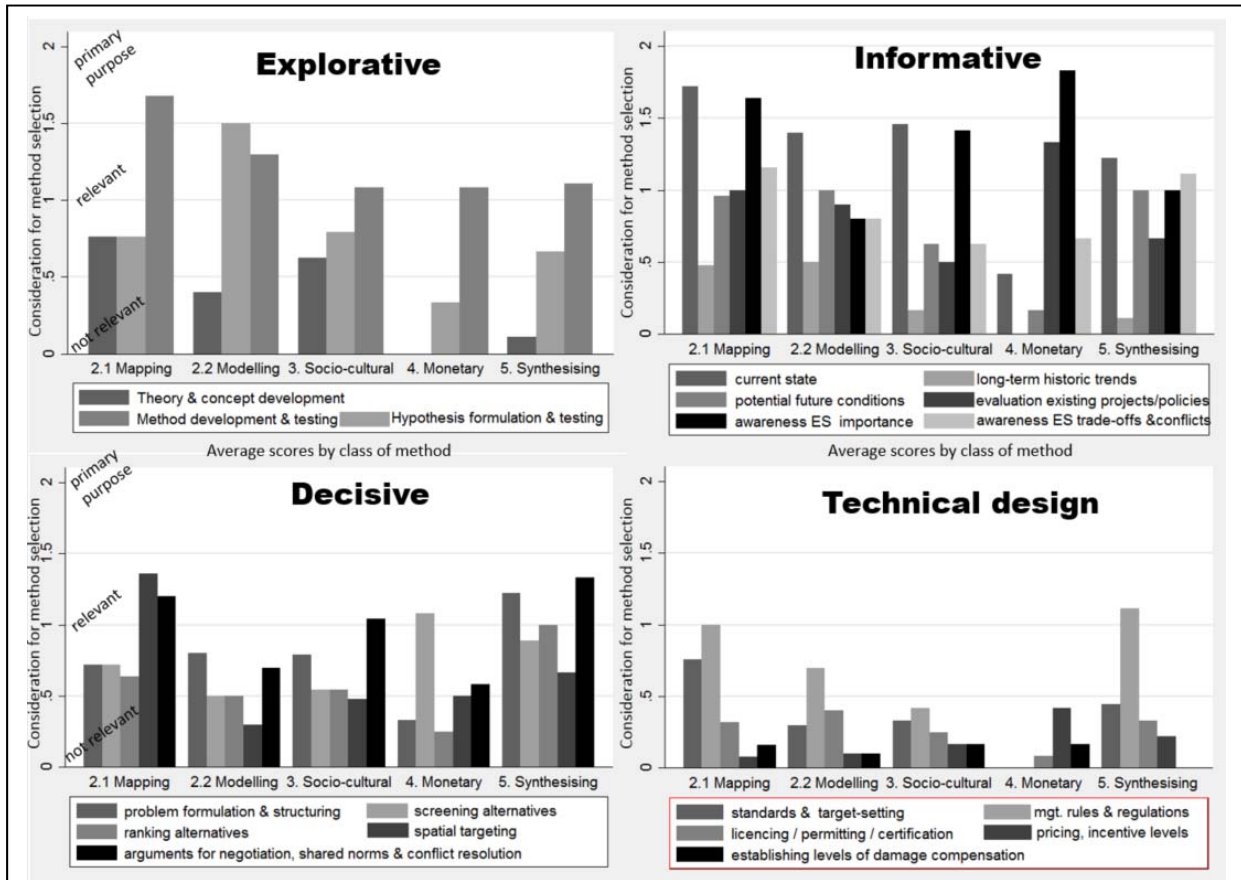 Explorative
Consideration for method selection
0 .5 1 1.5 2
primary purpose
relevant
not relevant
2.1 Mapping 2.2 Modelling 3. Socio-cultural 4. Monetary 5. Synthesising
Theory & concept development
Method development & testing Hypothesis formulation & testing
Average scores by class of method
Informative
Consideration for method selection
0 .5 1 1.5 2
2.1 Mapping 2.2 Modelling 3. Socio-cultural 4. Monetary 5. Synthesising
current state long-term historic trends
potential future conditions evaluation existing projects/policies
awareness ES importance awareness ES trade-offs &conflicts
Average scores by class of method
Decisive
Consideration for method selection
0 .5 1 1.5 2
primary purpose
relevant
not relevant
2.1 Mapping 2.2 Modelling 3. Socio-cultural 4. Monetary 5. Synthesising
problem formulation & structuring screening alternatives
ranking alternatives spatial targeting
arguments for negotiation, shared norms & conflict resolution
Technical design
Consideration for method selection
0 .5 1 1.5 2
2.1 Mapping 2.2 Modelling 3. Socio-cultural 4. Monetary 5. Synthesising
standards & target-setting mgt. rules & regulations
licencing / permitting / certification pricing, incentive levels
establishing levels of damage compensation